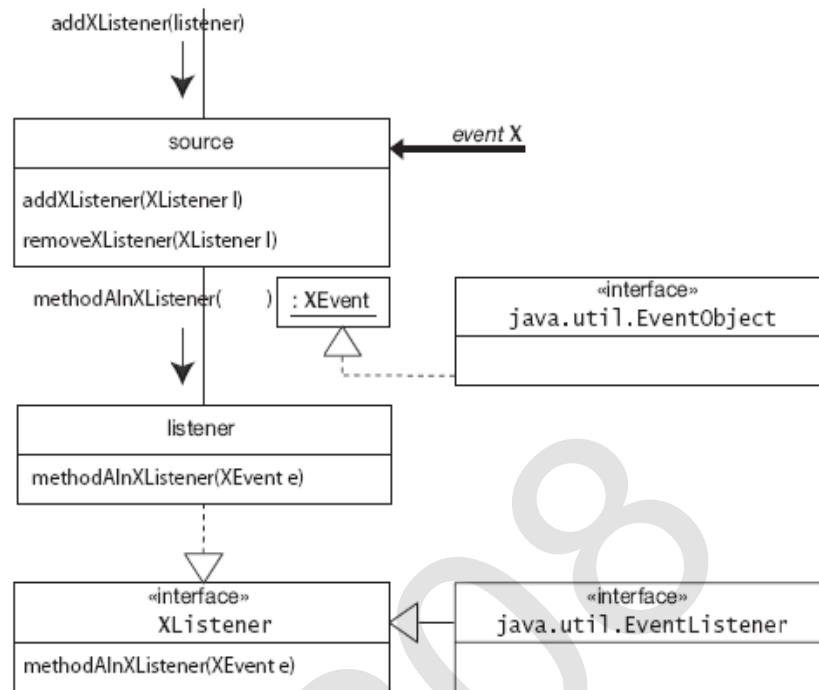 addXListener(listener)
source
event X
addXListener(XListener l)
removeXListener(XListener l)
methodAInXListener( )
: XEvent
«interface»
java.util.EventObject
listener
methodAInXListener(XEvent e)
«interface»
XListener
methodAInXListener(XEvent e)
«interface»
java.util.EventListener